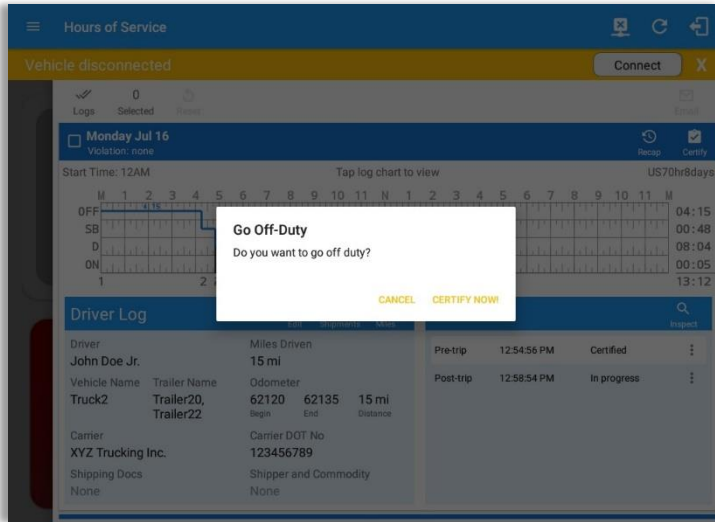 Hours of Service
Vehicle disconnected
Connect X
Logs
0
Selected
Reset
Email
Monday Jul 16
Violation: none
Recap
Certify
Start Time: 12AM Tap log chart to view US70hr8days
M 1 2 3 4 5 6 7 8 9 10 11 N 1 2 3 4 5 6 7 8 9 10 11 M
OFF 4:15 04:15
SB 00:48
D 08:04
ON 00:05
1 2 13:12
Go Off-Duty
Do you want to go off duty?
CANCEL CERTIFY NOW!
Driver Log
Edit Shipments Miles
Inspect
Driver Miles Driven
John Doe Jr. 15 mi
Vehicle Name Trailer Name Odometer
Truck2 Trailer20, 62120 62135 15 mi
Trailer22 Begin End Distance
Carrier Carrier DOT No
XYZ Trucking Inc. 123456789
Shipping Docs Shipper and Commodity
None None
Pre-trip 12:54:56 PM Certified
Post-trip 12:58:54 PM In progress